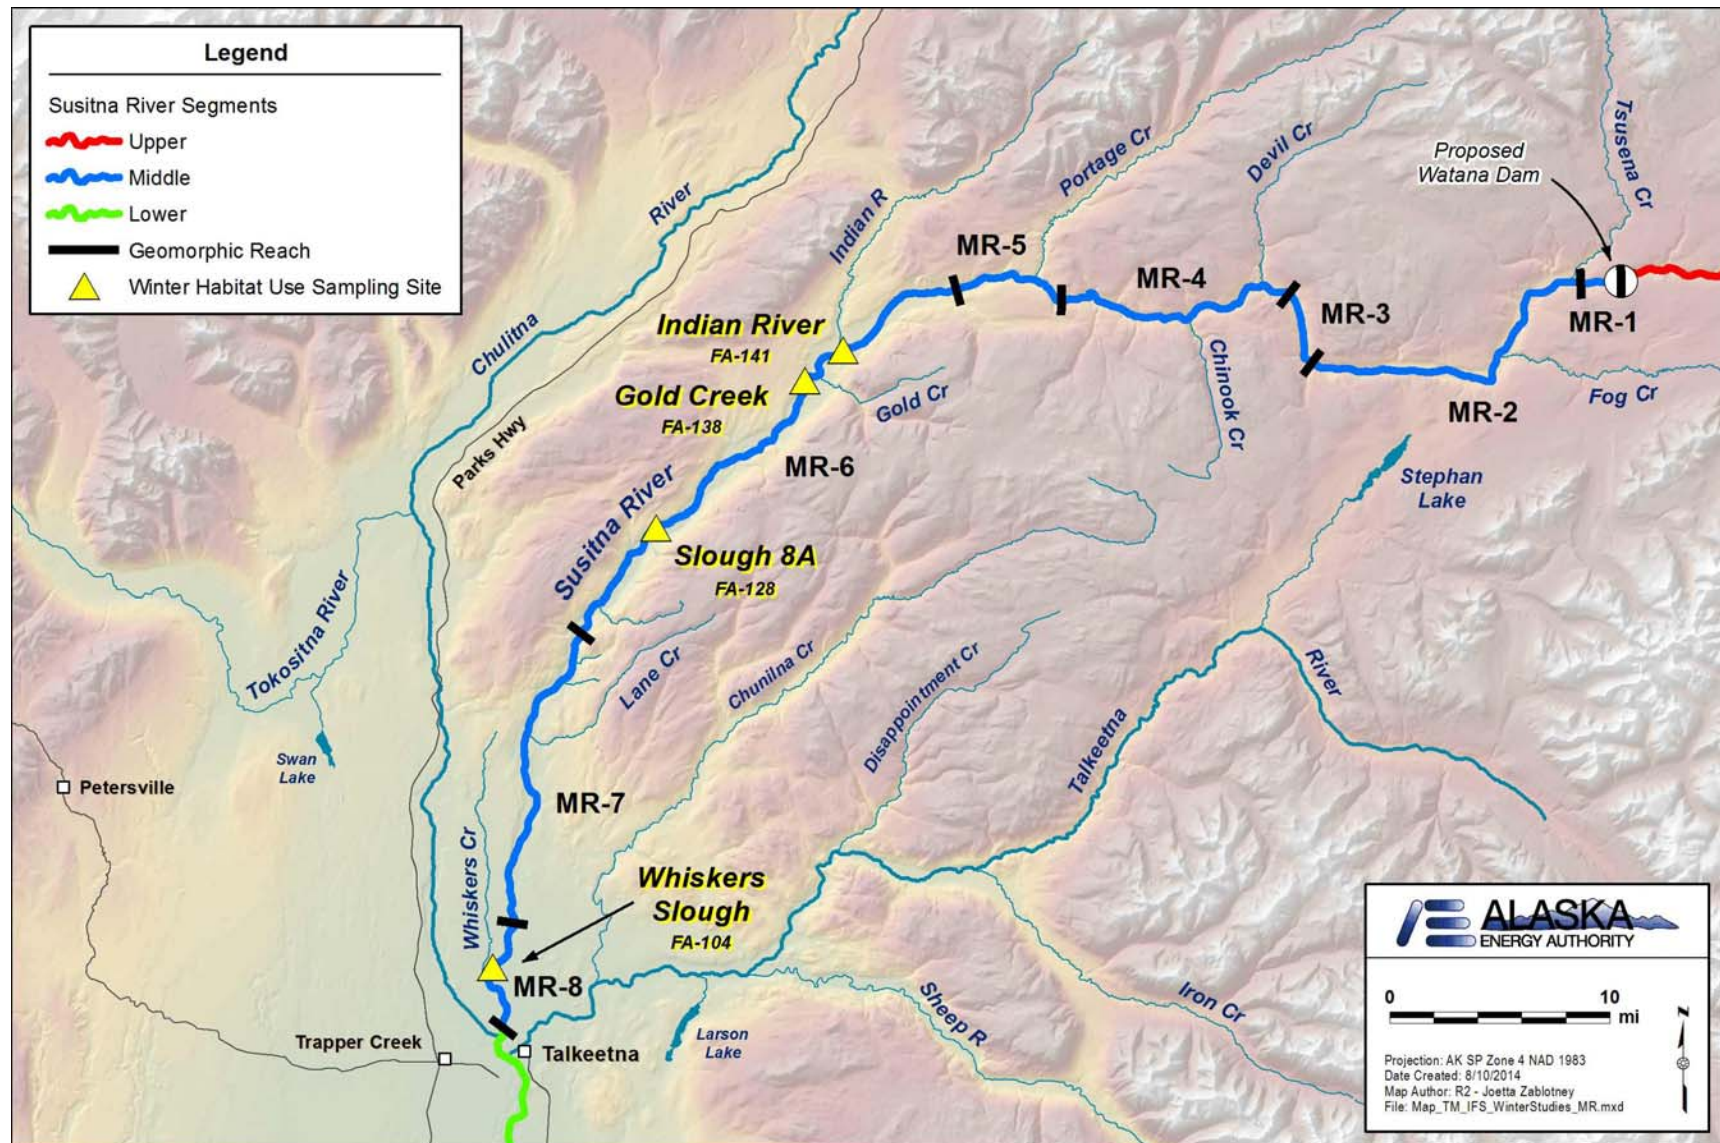 Legend
Susitna River Segments
Upper
Middle
Lower
Geomorphic Reach
Winter Habitat Use Sampling Site
River
Chulitna
Parks Hwy
Indian R
Portage Cr
Devil Cr
Tsusena Cr
Proposed
Watana Dam
MR-5
MR-4
MR-3
MR-1
MR-2
Fog Cr
Chinook Cr
Indian River
FA-141
Gold Creek
FA-138
Gold Cr
MR-6
Stephan
Lake
Susitna River
Slough 8A
FA-128
Tokositna River
Lane Cr
Chunilna Cr
Disappointment Cr
River
Talkeetna
Swan
Lake
Petersville
MR-7
Whiskers Cr
Whiskers
Slough
FA-104
MR-8
Sheep R
Iron Cr
Larson
Lake
Trapper Creek
Talkeetna
ALASKA
ENERGY AUTHORITY
0 10
mi
N
Projection: AK SP Zone 4 NAD 1983
Date Created: 8/10/2014
Map Author: R2 - Joetta Zablotney
File: Map_TM_IFS_WinterStudies_MR.mxd